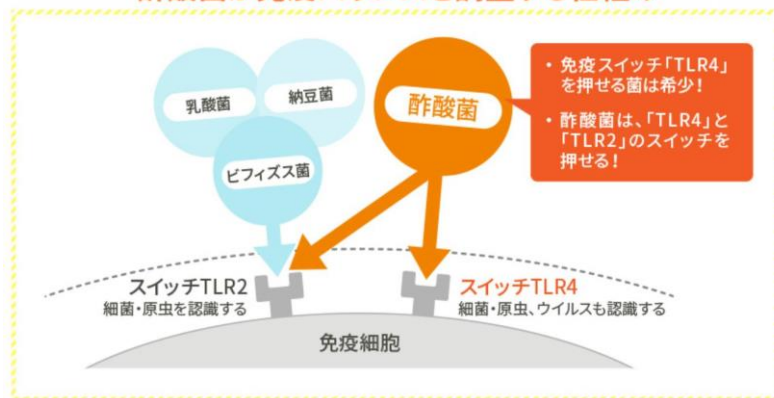 乳酸菌
納豆菌
酢酸菌
ビフィズス菌
・免疫スイッチ「TLR4」
を押せる菌は希少！
・酢酸菌は、「TLR4」と
「TLR2」のスイッチを
押せる！
スイッチTLR2
細菌・原虫を認識する
スイッチTLR4
細菌・原虫、ウイルスも認識する
免疫細胞